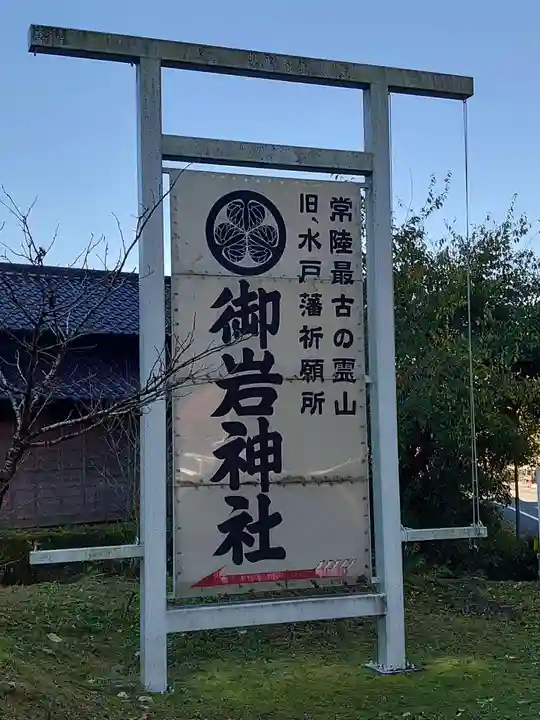 常陸最古の霊山
旧、水戸藩祈願所
御岩神社